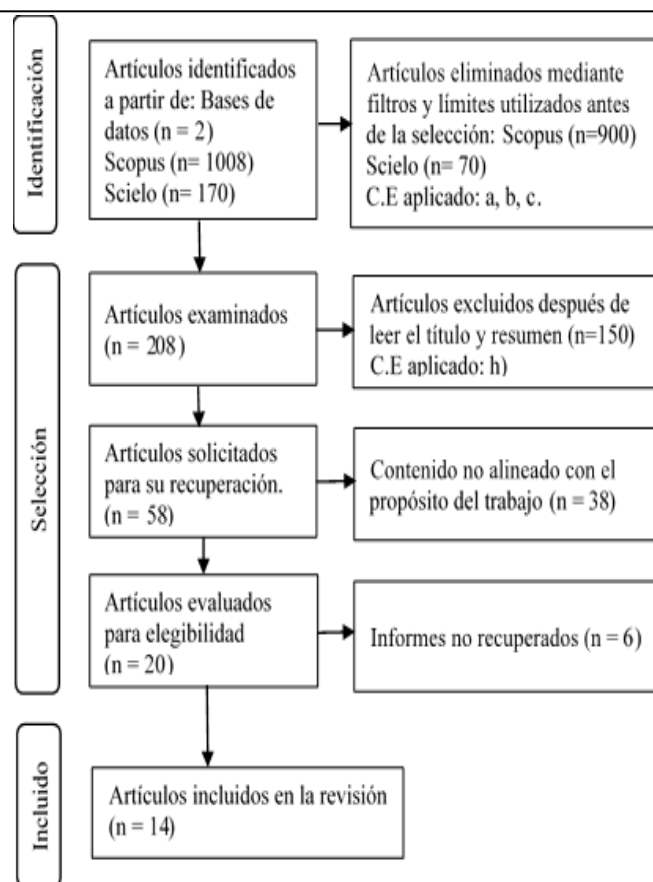 Identificación
Artículos identificados
a partir de: Bases de
datos (n = 2)
Scopus (n= 1008)
Scielo (n= 170)
Artículos eliminados mediante
filtros y límites utilizados antes
de la selección: Scopus (n=900)
Scielo (n= 70)
C.E aplicado: a, b, c.
Selección
Artículos examinados
(n = 208)
Artículos excluidos después de
leer el título y resumen (n=150)
C.E aplicado: h)
Artículos solicitados
para su recuperación.
(n = 58)
Contenido no alineado con el
propósito del trabajo (n = 38)
Artículos evaluados
para elegibilidad
(n = 20)
Informes no recuperados (n = 6)
Incluido
Artículos incluidos en la revisión
(n = 14)